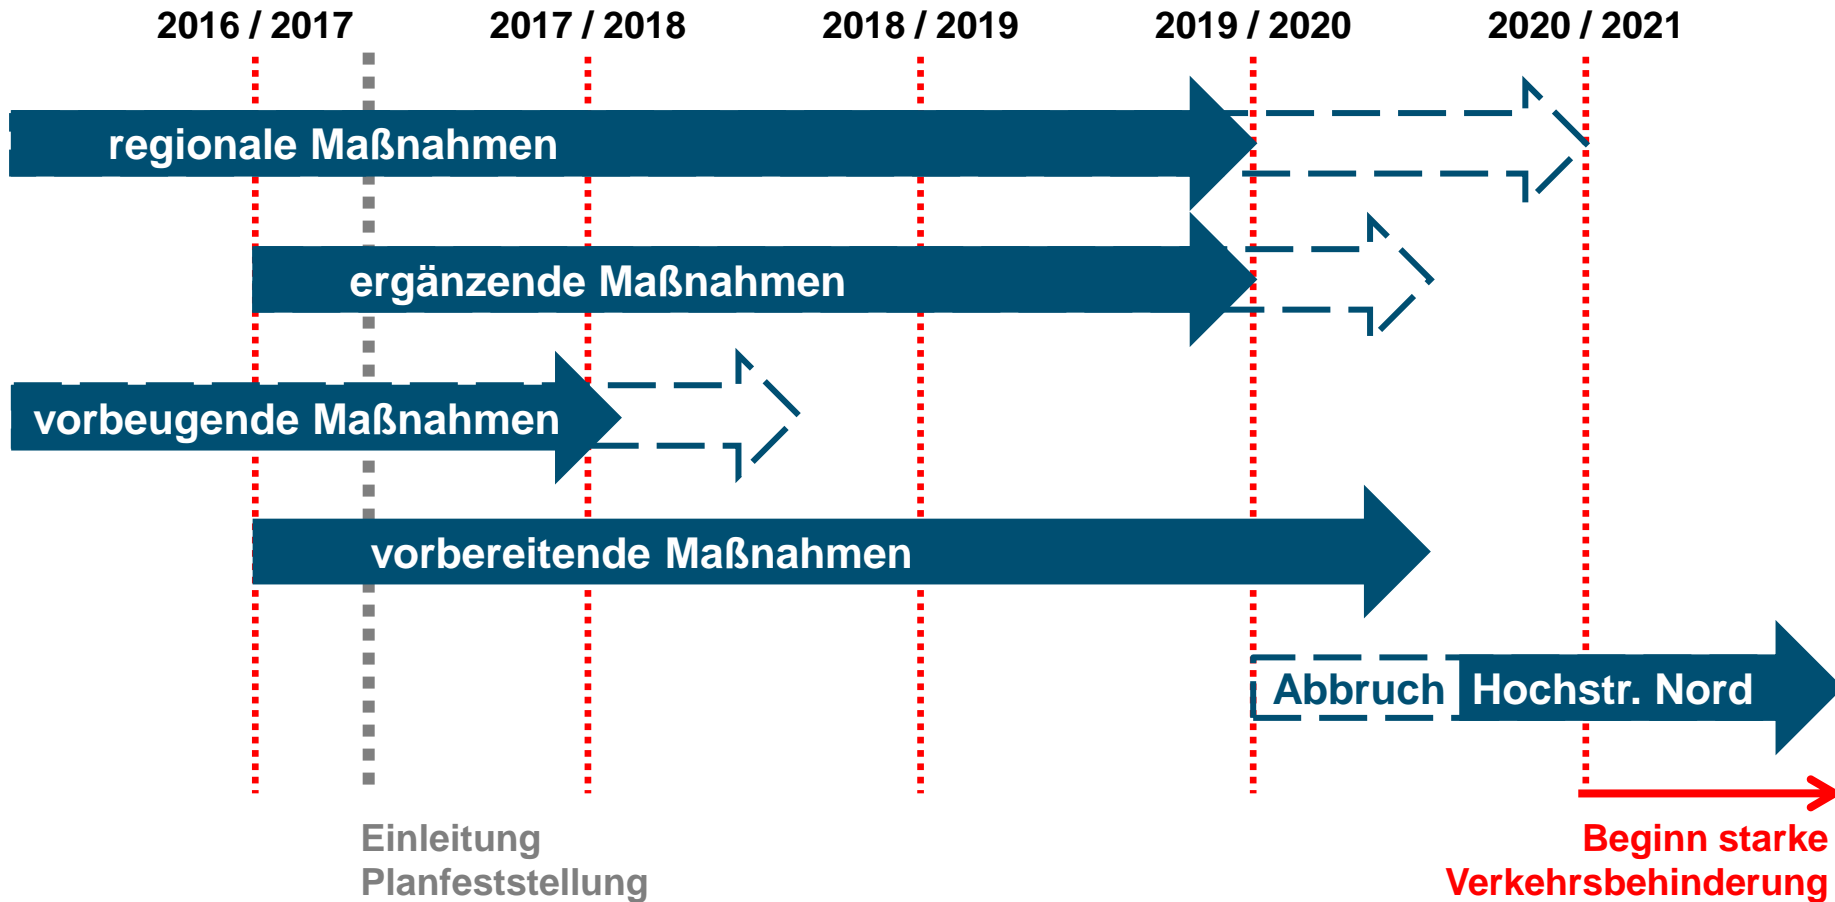 2016 / 2017 2017 / 2018 2018 / 2019 2019 / 2020 2020 / 2021
regionale Maßnahmen
ergänzende Maßnahmen
vorbeugende Maßnahmen
vorbereitende Maßnahmen
Abbruch Hochstr. Nord
Einleitung
Planfeststellung
Beginn starke
Verkehrsbehinderung